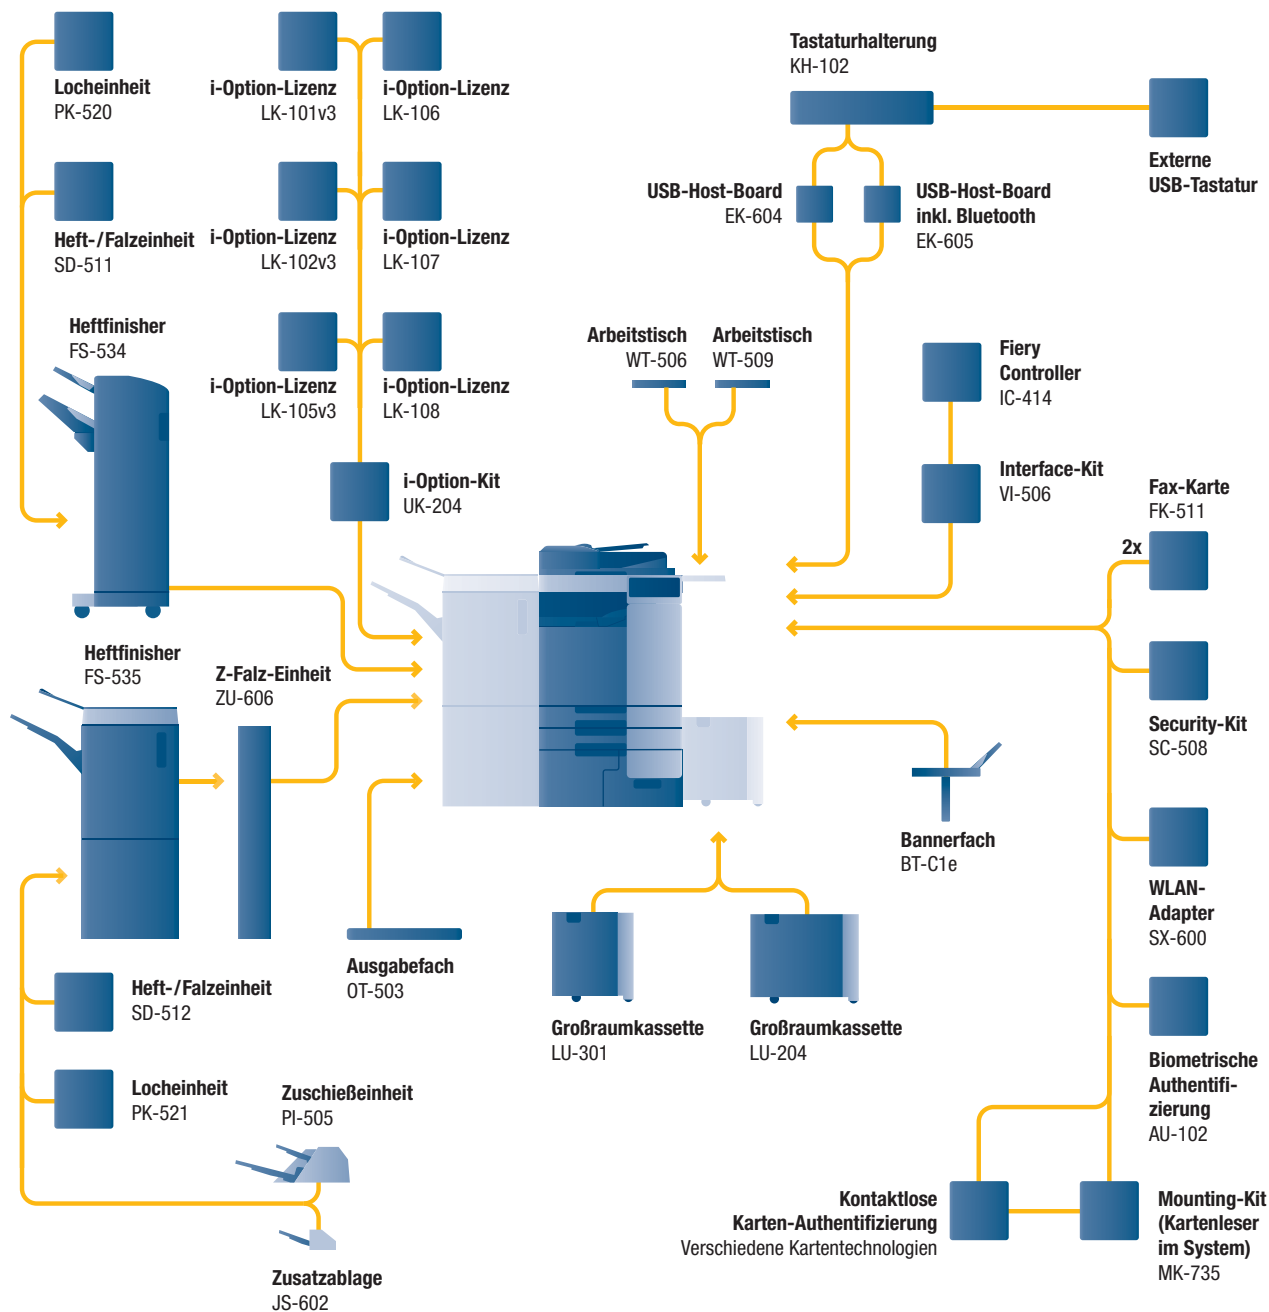 Locheinheit
PK-520
Heft-/Falzeinheit
SD-511
Heftfinisher
FS-534
i-Option-Lizenz
LK-101v3
i-Option-Lizenz
LK-106
i-Option-Lizenz
LK-102v3
i-Option-Lizenz
LK-107
i-Option-Lizenz
LK-105v3
i-Option-Lizenz
LK-108
i-Option-Kit
UK-204
Tastaturhalterung
KH-102
Externe
USB-Tastatur
USB-Host-Board
EK-604
USB-Host-Board
inkl. Bluetooth
EK-605
Arbeitstisch
WT-506
Arbeitstisch
WT-509
Fiery
Controller
IC-414
Interface-Kit
VI-506
Fax-Karte
FK-511
2x
Security-Kit
SC-508
WLAN-
Adapter
SX-600
Biometrische
Authentifi-
zierung
AU-102
Mounting-Kit
(Kartenleser
im System)
MK-735
Kontaktlose
Karten-Authentifizierung
Verschiedene Kartentechnologien
Bannerfach
BT-C1e
Großraumkassette
LU-301
Großraumkassette
LU-204
Heftfinisher
FS-535
Z-Falz-Einheit
ZU-606
Ausgabefach
OT-503
Heft-/Falzeinheit
SD-512
Locheinheit
PK-521
Zuschießeinheit
PI-505
Zusatzablage
JS-602